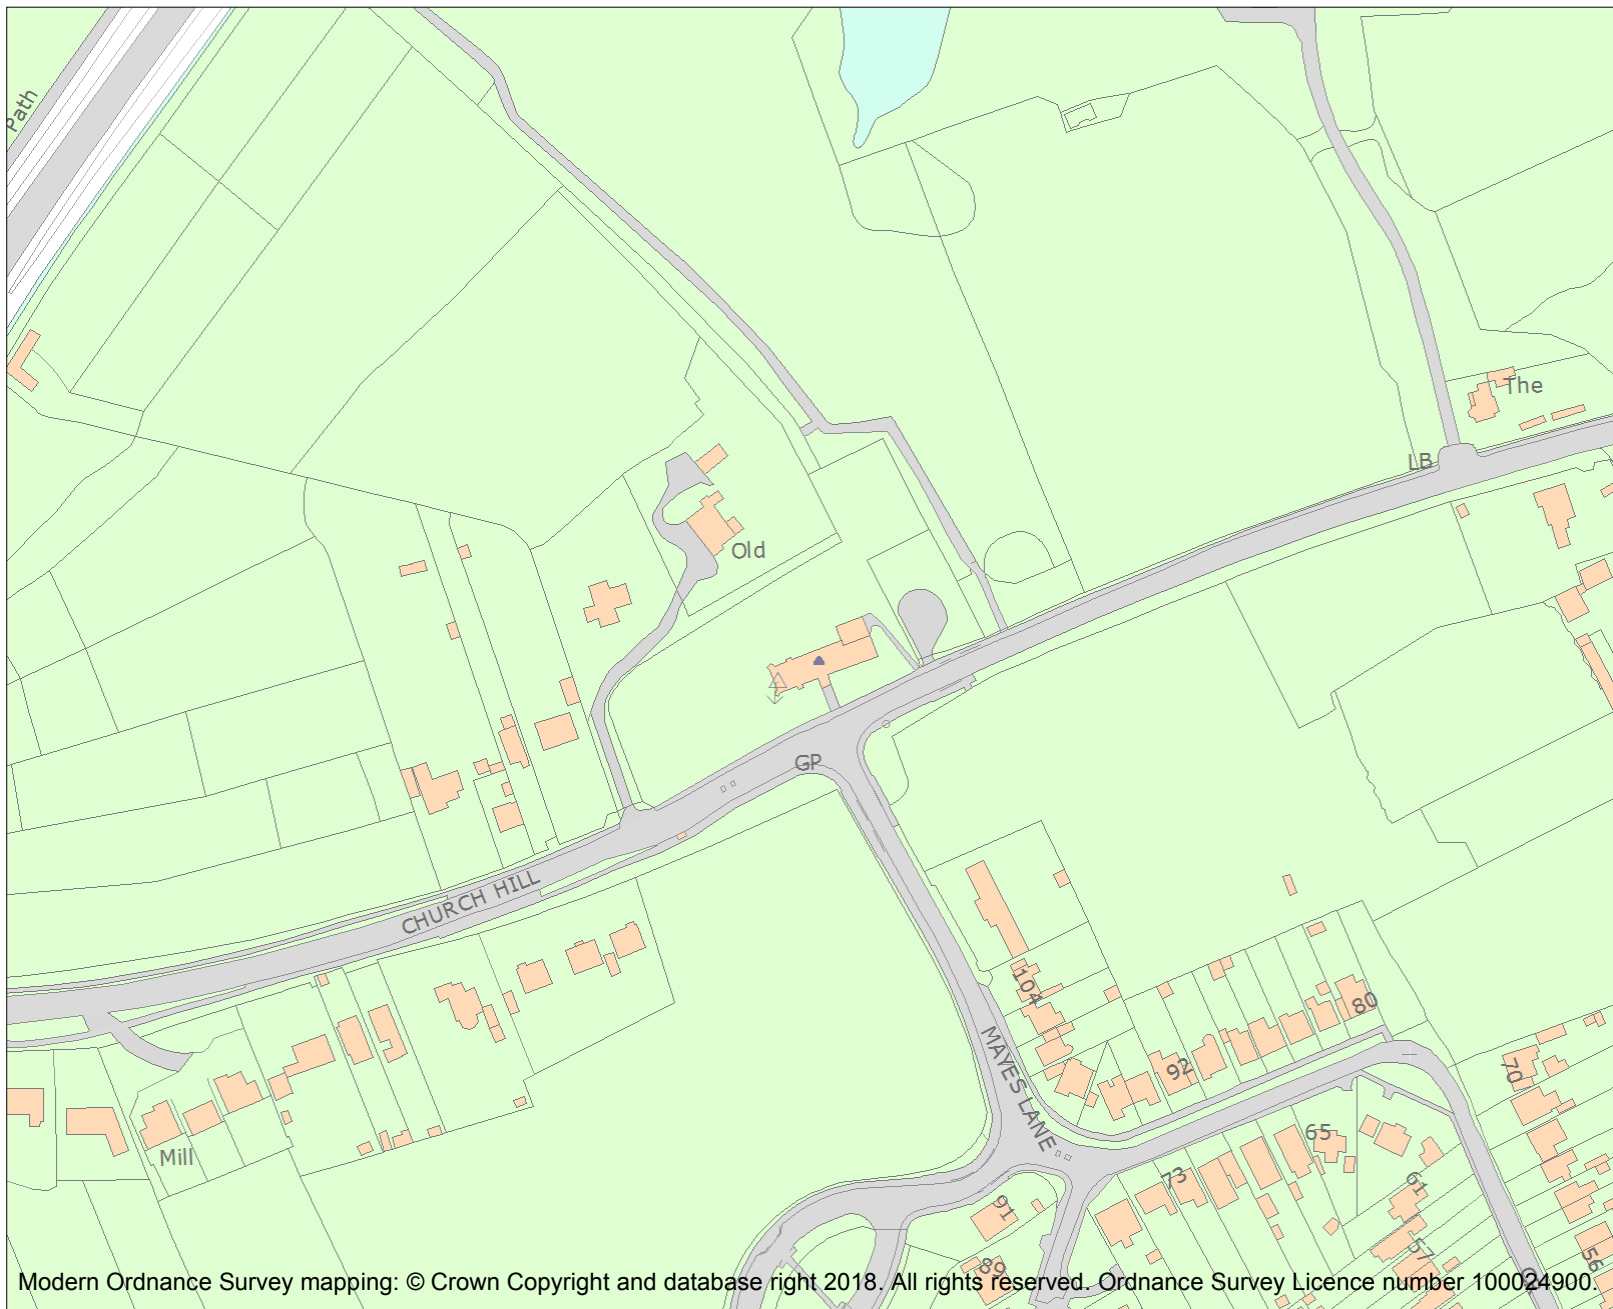 Path
The
LB
Old
GP
CHURCH HILL
104
80
MAYES LANE
92
70
65
Mill
73
61
91
57
56
89
Modern Ordnance Survey mapping: © Crown Copyright and database right 2018. All rights reserved. Ordnance Survey Licence number 100024900.